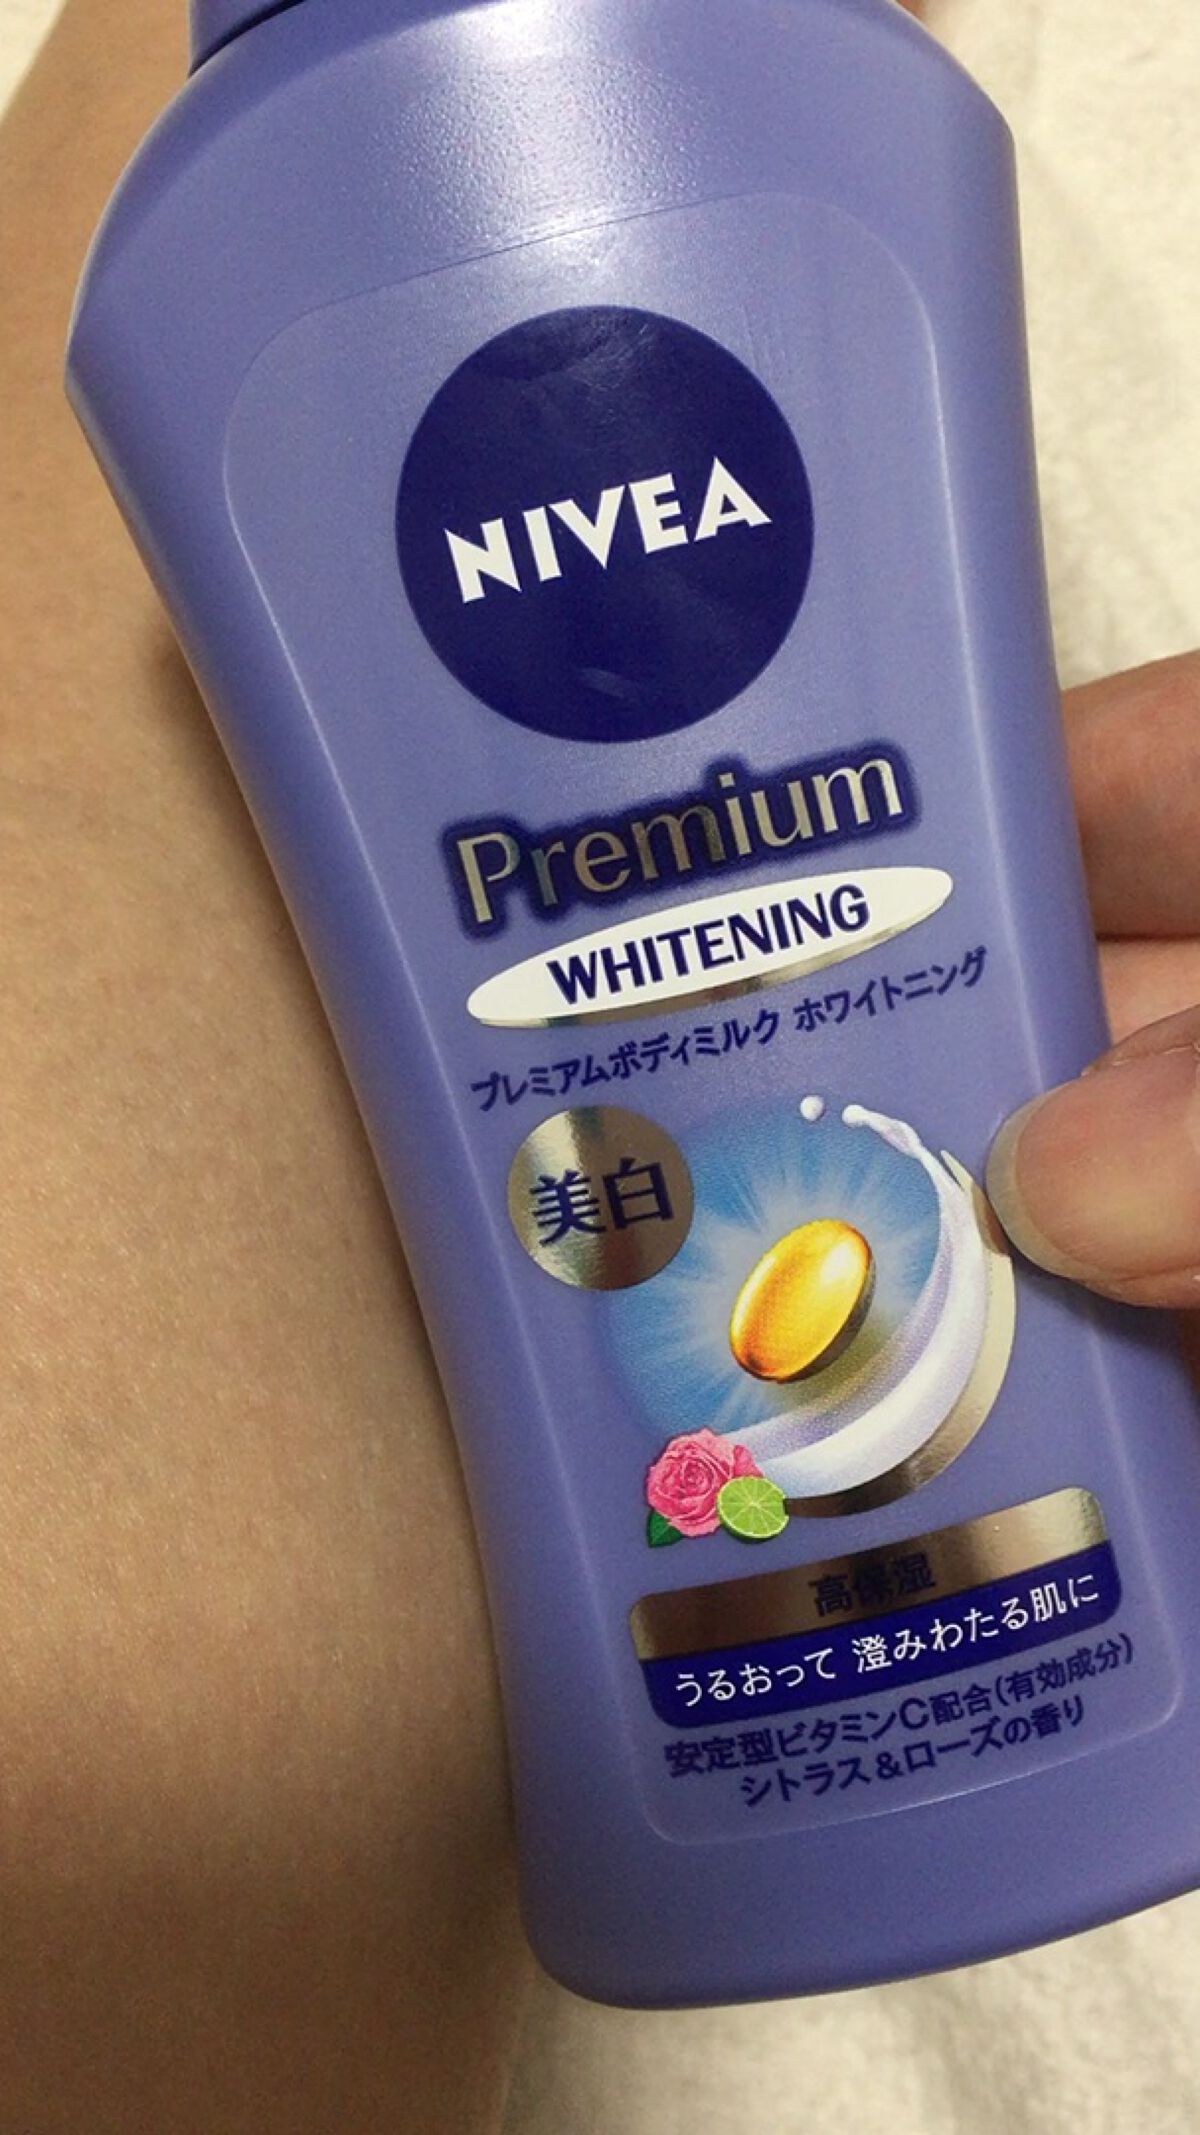 NIVEA
Premium
WHITENING
プレミアムボディミルク ホワイトニング
美白
高保湿
うるおって 澄みわたる肌に
安定型ビタミンC配合(有効成分)
シトラス&ローズの香り